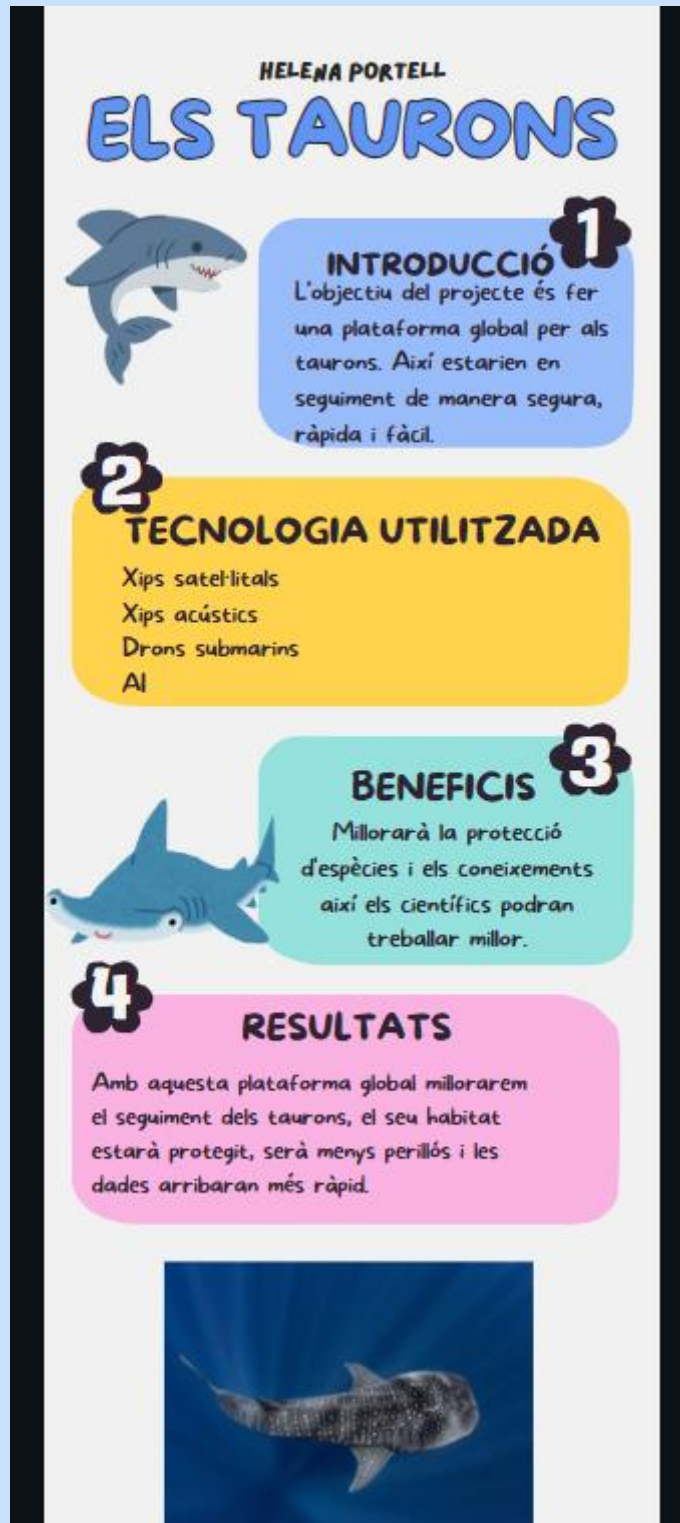 HELENA PORTELL
ELS TAURONS
1
INTRODUCCIÓ
L'objectiu del projecte és fer
una plataforma global per als
taurons. Així estarien en
seguiment de manera segura,
ràpida i fàcil.
2
TECNOLOGIA UTILITZADA
Xips satel·litals
Xips acústics
Drons submarins
AI
3
BENEFICIS
Millorarà la protecció
d'espècies i els coneixements
així els científics podran
treballar millor.
4
RESULTATS
Amb aquesta plataforma global millorarem
el seguiment dels taurons, el seu habitat
estarà protegit, serà menys perillós i les
dades arribaran més ràpid.